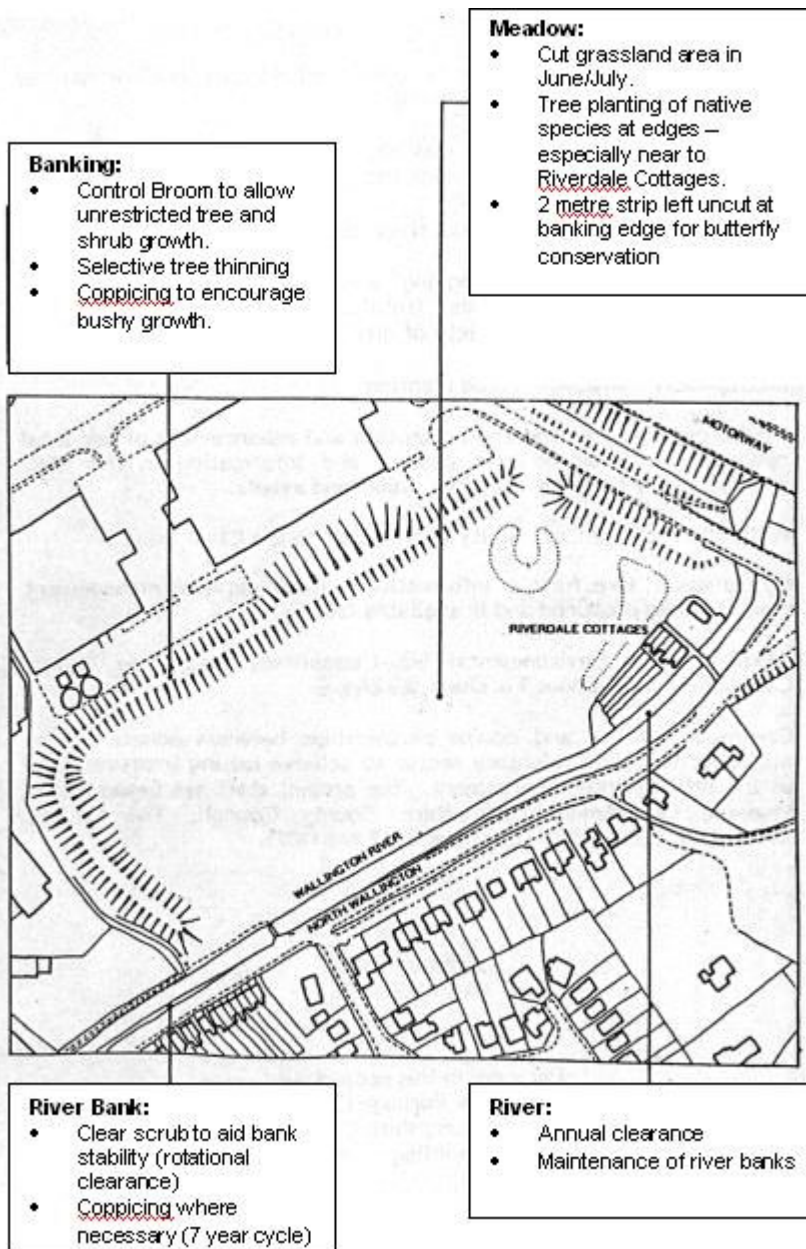 Meadow:
• Cut grassland area in
June/July.
• Tree planting of native
species at edges –
especially near to
Riverdale Cottages.
• 2 metre strip left uncut at
banking edge for butterfly
conservation
Banking:
• Control Broom to allow
unrestricted tree and
shrub growth.
• Selective tree thinning
• Coppicing to encourage
bushy growth.
MOTORWAY
RIVERDALE COTTAGES
WALLINGTON RIVER
NORTH WALLINGTON
River Bank:
• Clear scrub to aid bank
stability (rotational
clearance)
• Coppicing where
necessary (7 year cycle)
River:
• Annual clearance
• Maintenance of river banks